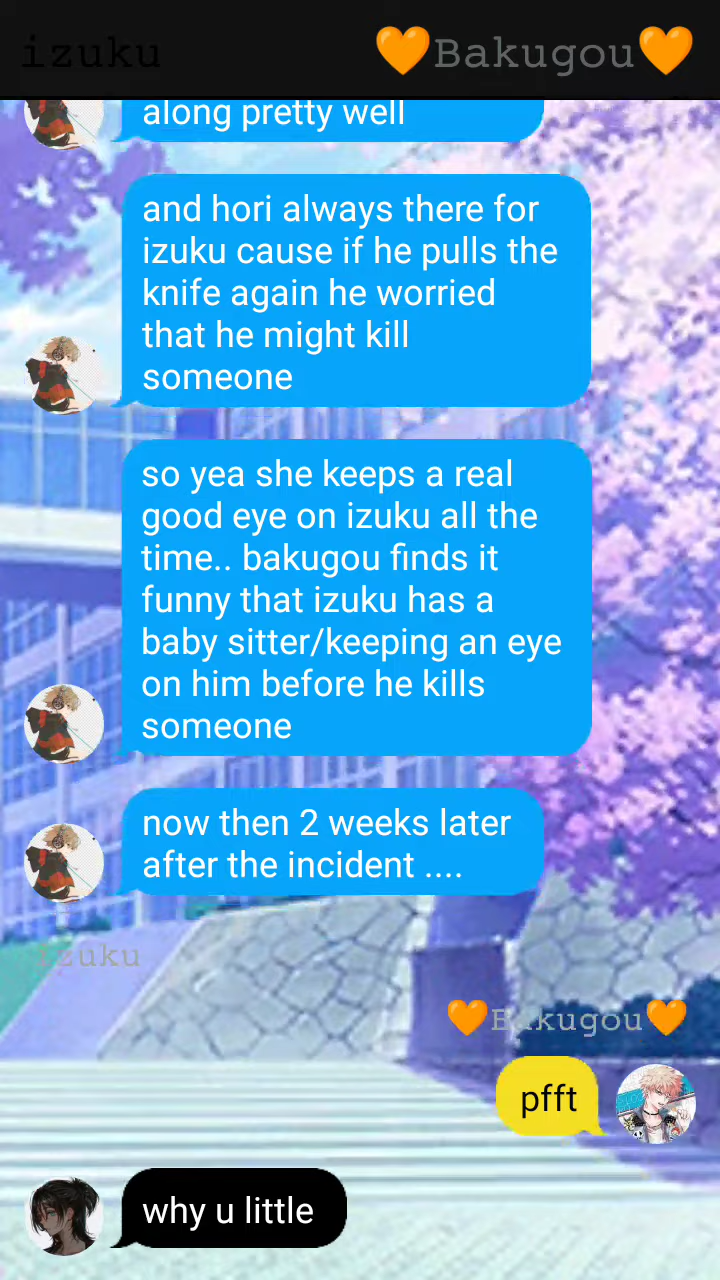 izuku 🧡Bakugou🧡
along pretty well
and hori always there for
izuku cause if he pulls the
knife again he worried
that he might kill
someone
so yea she keeps a real
good eye on izuku all the
time.. bakugou finds it
funny that izuku has a
baby sitter/keeping an eye
on him before he kills
someone
now then 2 weeks later
after the incident ....
izuku
🧡Bakugou🧡
pfft
why u little